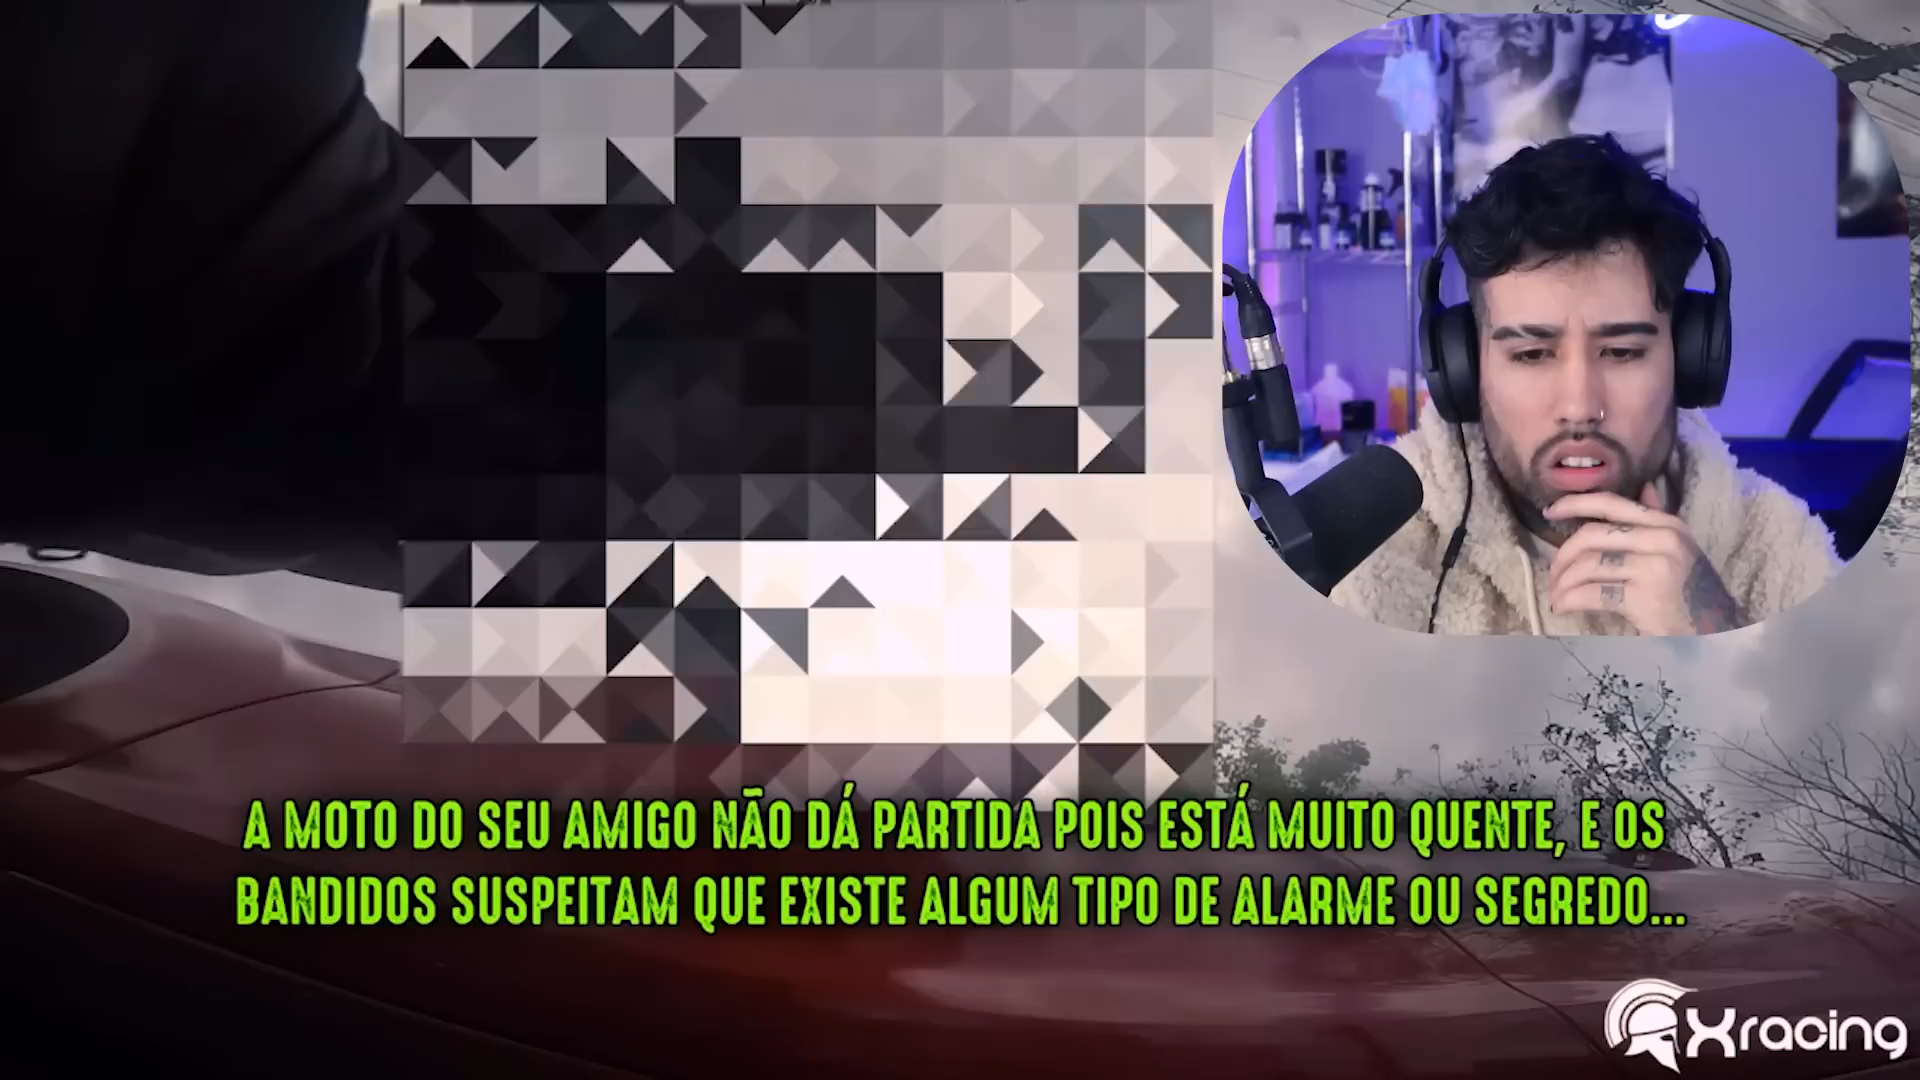 A MOTO DO SEU AMIGO NÃO DÁ PARTIDA POIS ESTÁ MUITO QUENTE, E OS
BANDIDOS SUSPEITAM QUE EXISTE ALGUM TIPO DE ALARME OU SEGREDO...
Xracing